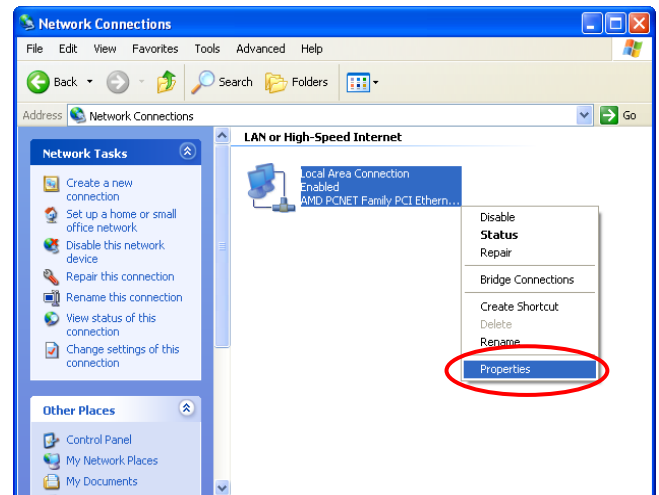 Network Connections
File Edit View Favorites Tools Advanced Help
Back Search Folders
Address Network Connections Go
Network Tasks
Create a new
connection
Set up a home or small
office network
Disable this network
device
Repair this connection
Rename this connection
View status of this
connection
Change settings of this
connection
Other Places
Control Panel
My Network Places
My Documents
LAN or High-Speed Internet
Local Area Connection
Enabled
AMD PCNET Family PCI Ethern...
Disable
Status
Repair
Bridge Connections
Create Shortcut
Delete
Rename
Properties